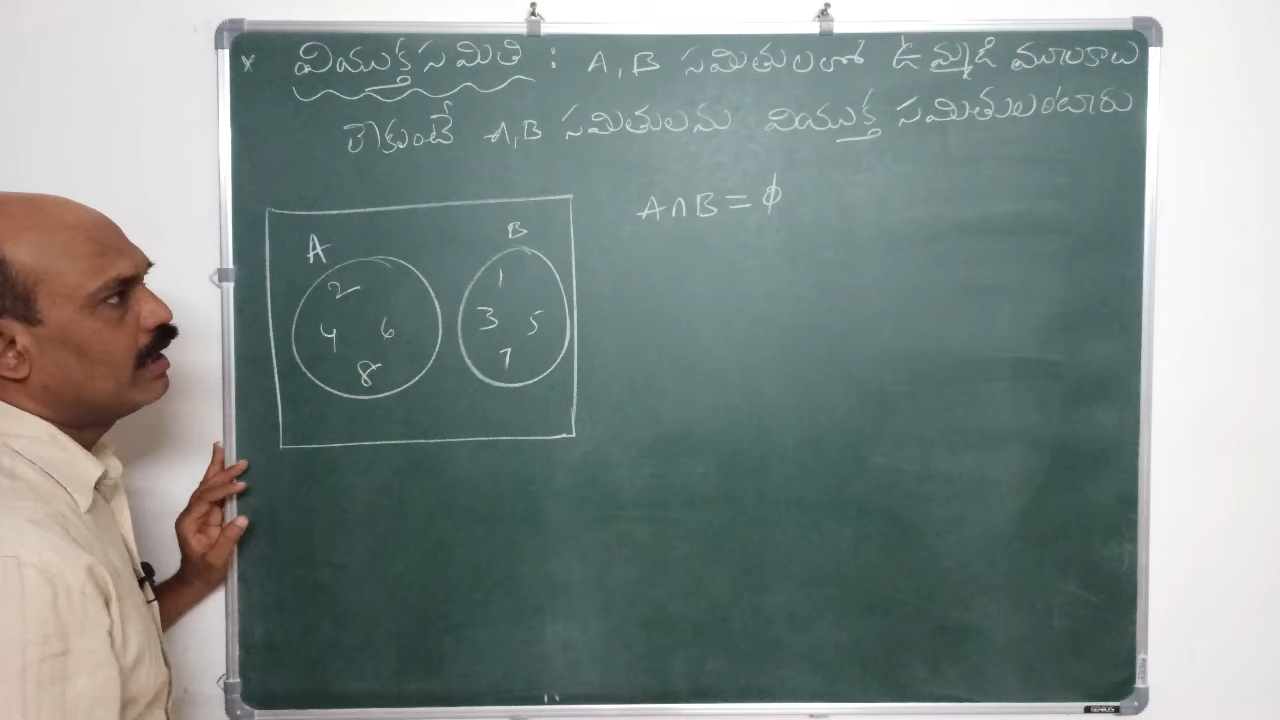 * వియుక్త సమితి : A, B సమితులలో ఉమ్మడి మూలకాలు
లేకుంటే A, B సమితులను వియుక్త సమితులంటారు
A∩B = ϕ
A B
2 1
4 6 3 5
8 7